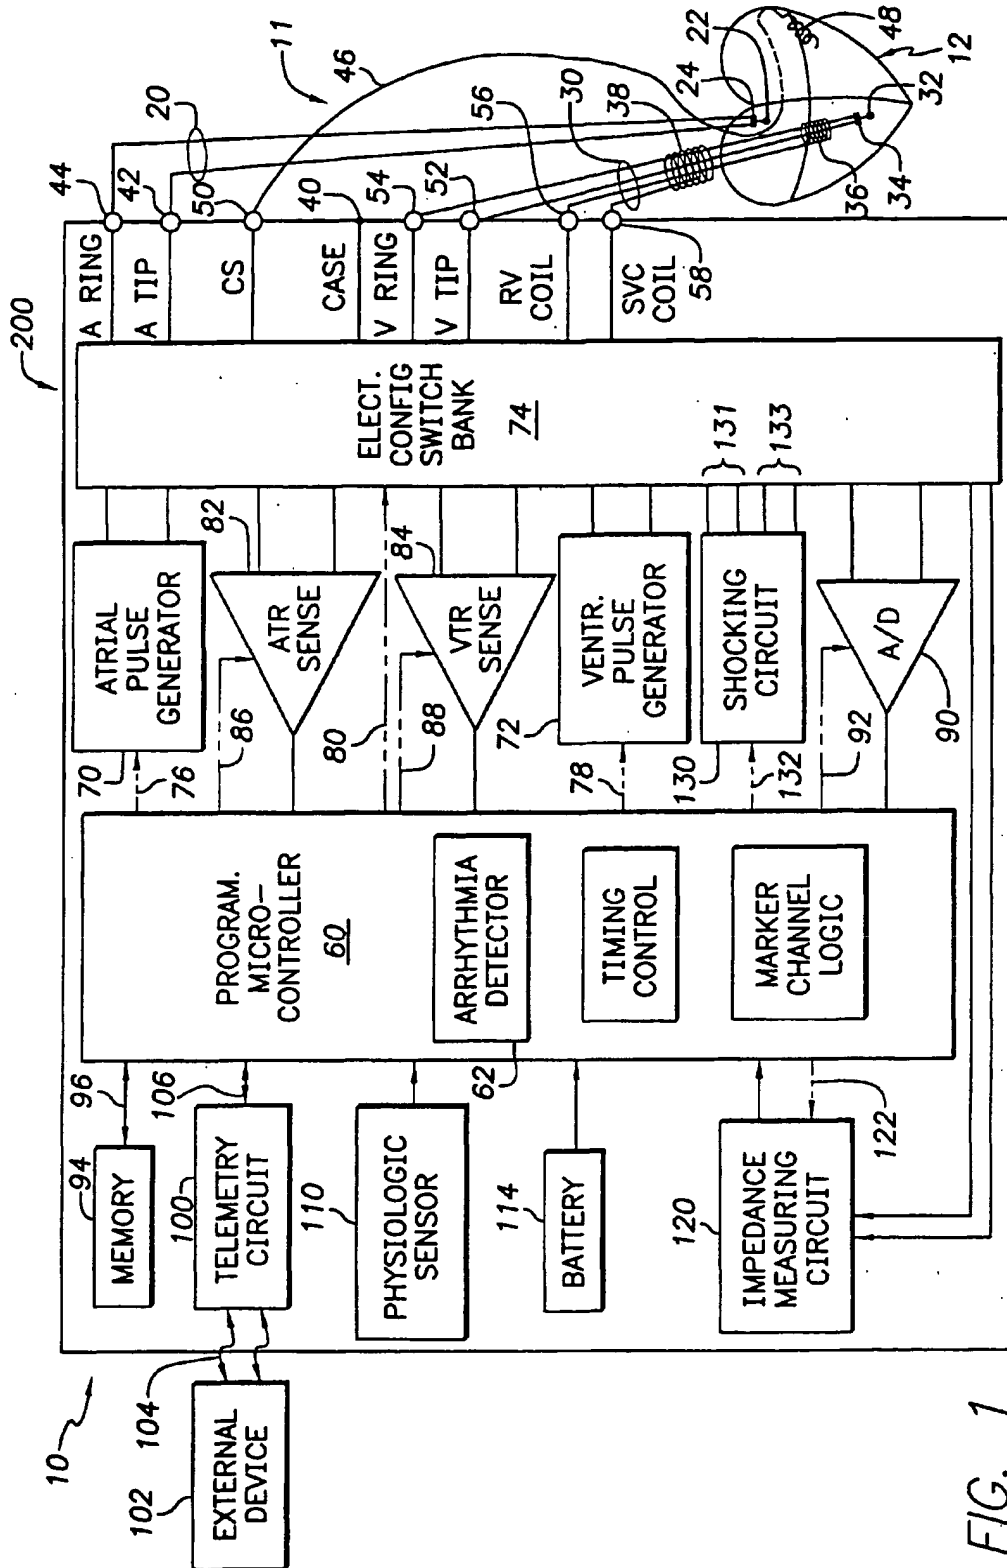 200
11
44
A RING
20
42
A TIP
50
CS
46
CASE
40
54
V RING
52
V TIP
56
RV
COIL
30
SVC
COIL
58
38
24
22
48
12
32
34
36
ELECT.
CONFIG
SWITCH
BANK
74
131
133
ATRIAL
PULSE
GENERATOR
70
76
82
ATR
SENSE
86
80
84
VTR
SENSE
88
72
VENTR.
PULSE
GENERATOR
78
SHOCKING
CIRCUIT
130
132
A/D
92
90
PROGRAM.
MICRO-
CONTROLLER
60
ARRHYTHMIA
DETECTOR
62
TIMING
CONTROL
MARKER
CHANNEL
LOGIC
94
MEMORY
96
100
TELEMETRY
CIRCUIT
106
110
PHYSIOLOGIC
SENSOR
114
BATTERY
120
IMPEDANCE
MEASURING
CIRCUIT
122
10
104
102
EXTERNAL
DEVICE
FIG. 1